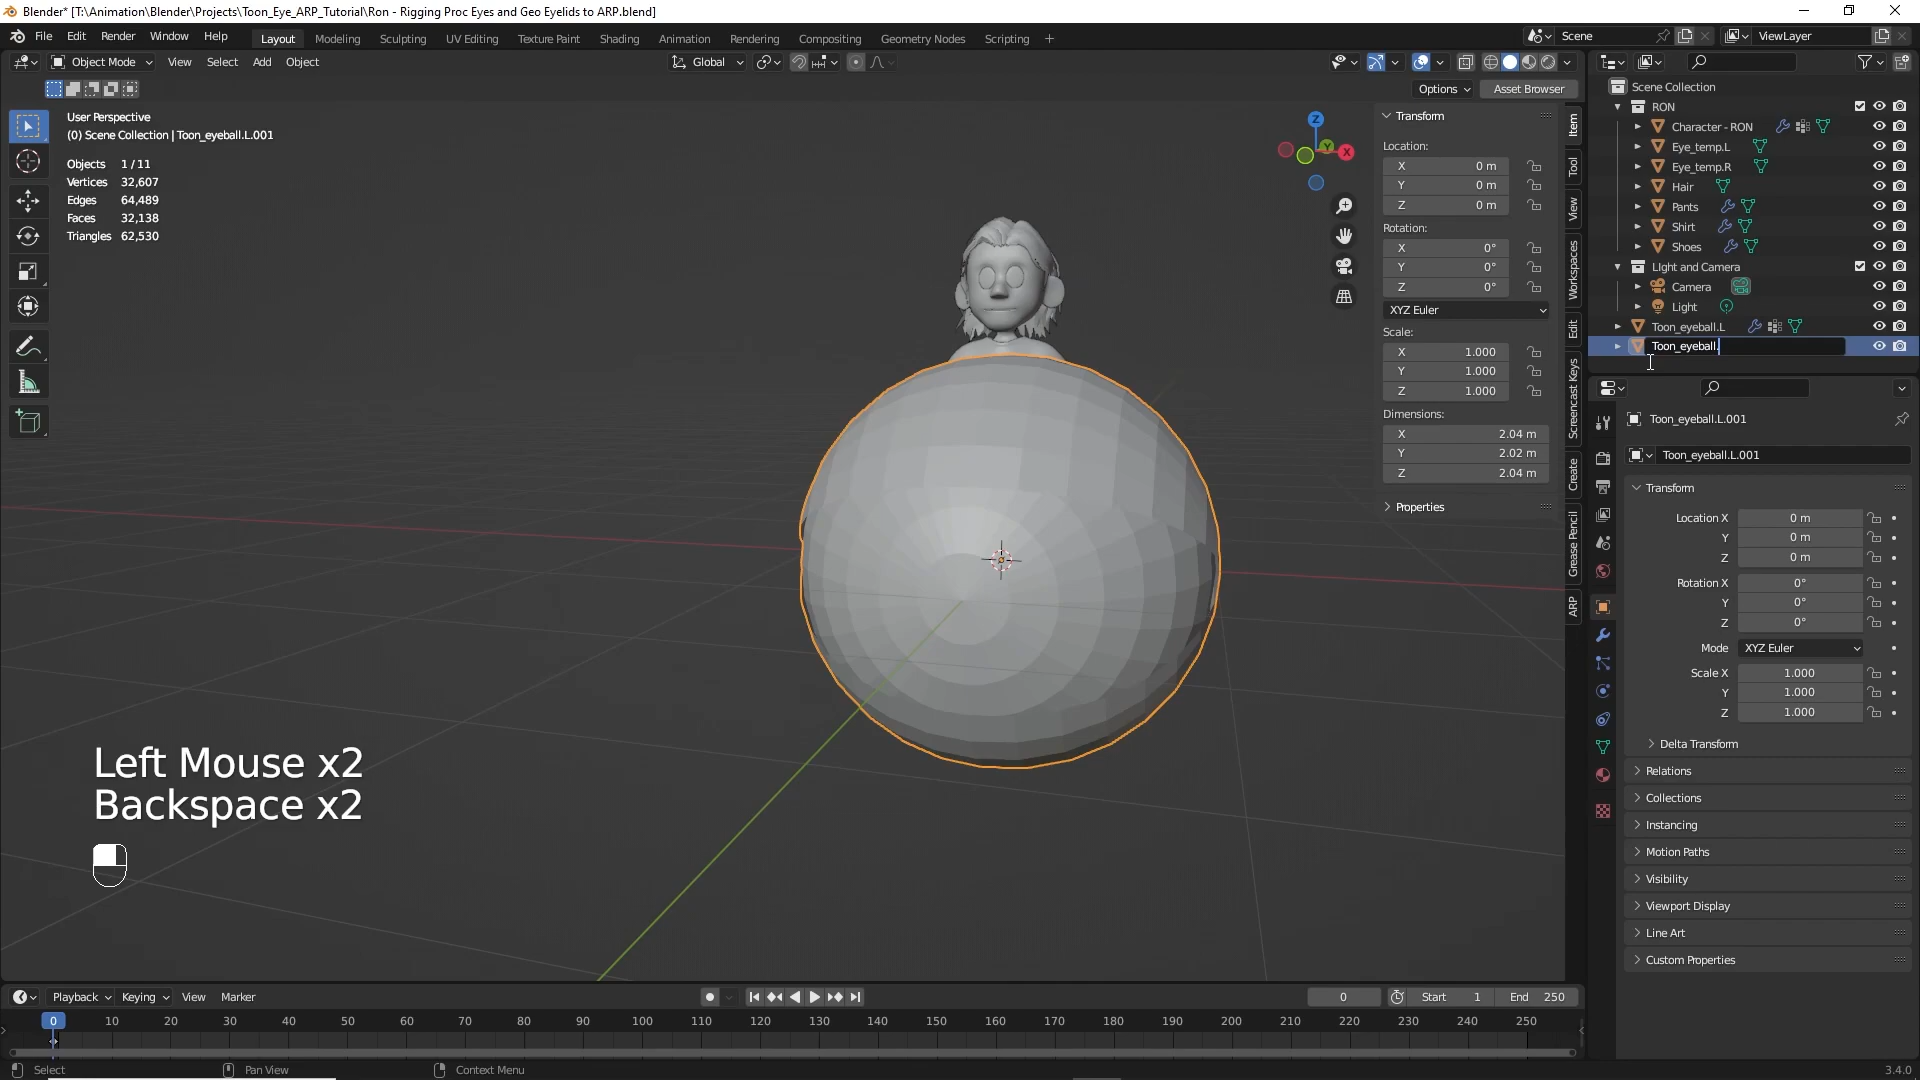 Blender* [T:\Animation\Blender\Projects\Toon_Eye_ARP_Tutorial\Ron - Rigging Proc Eyes and Geo Eyelids to ARP.blend]
File Edit Render Window Help Layout Modeling Sculpting UV Editing Texture Paint Shading Animation Rendering Compositing Geometry Nodes Scripting + Scene ViewLayer
Object Mode View Select Add Object Global
Options Asset Browser
User Perspective
(0) Scene Collection | Toon_eyeball.L.001
Objects 1 / 11
Vertices 32,607
Edges 64,489
Faces 32,138
Triangles 62,530
Z
Y
X
Transform
Location:
X 0 m
Y 0 m
Z 0 m
Rotation:
X 0°
Y 0°
Z 0°
XYZ Euler
Scale:
X 1.000
Y 1.000
Z 1.000
Dimensions:
X 2.04 m
Y 2.02 m
Z 2.04 m
Properties
Item
Tool
View
Workspaces
Edit
Screencast Keys
Create
Grease Pencil
ARP
Scene Collection
RON
Character - RON
Eye_temp.L
Eye_temp.R
Hair
Pants
Shirt
Shoes
LIght and Camera
Camera
Light
Toon_eyeball.L
Toon_eyeball.
Toon_eyeball.L.001
Toon_eyeball.L.001
Transform
Location X 0 m
Y 0 m
Z 0 m
Rotation X 0°
Y 0°
Z 0°
Mode XYZ Euler
Scale X 1.000
Y 1.000
Z 1.000
Delta Transform
Relations
Collections
Instancing
Motion Paths
Visibility
Viewport Display
Line Art
Custom Properties
Left Mouse x2
Backspace x2
Playback Keying View Marker 0 Start 1 End 250
0 10 20 30 40 50 60 70 80 90 100 110 120 130 140 150 160 170 180 190 200 210 220 230 240 250
Select Pan View Context Menu 3.4.0